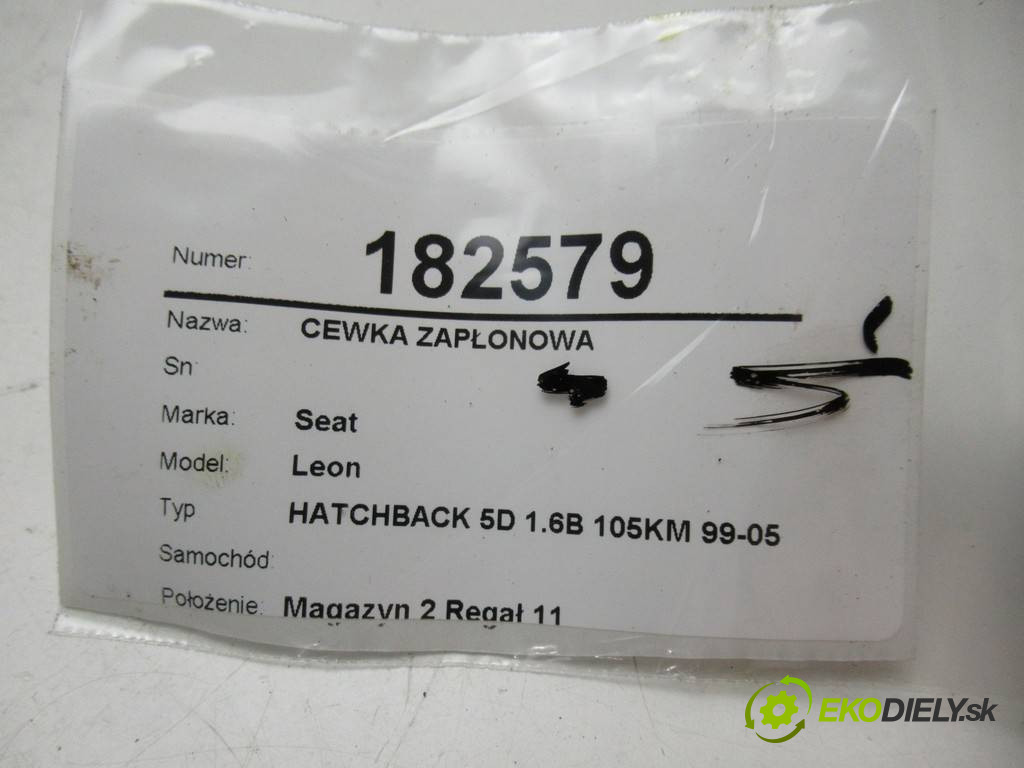 Numer: 182579
Nazwa: CEWKA ZAPŁONOWA
Sn
Marka: Seat
Model: Leon
Typ HATCHBACK 5D 1.6B 105KM 99-05
Samochód:
Położenie: Magazyn 2 Regał 11
EKODIELY.sk